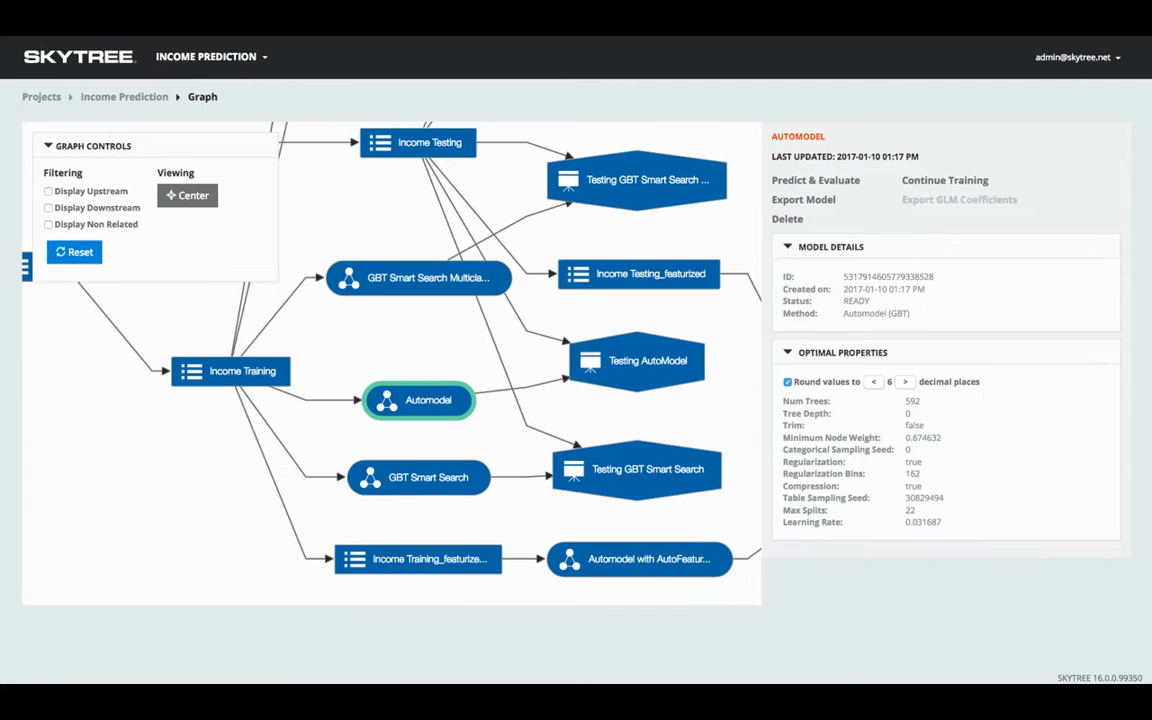 SKYTREE
INCOME PREDICTION
admin@skytree.net
Projects Income Prediction Graph
GRAPH CONTROLS
Filtering
Viewing
Display Upstream
Display Downstream
Display Non Related
Center
Reset
Income Testing
Testing GBT Smart Search ...
GBT Smart Search Multicla...
Income Testing_featurized
Income Training
Testing AutoModel
Automodel
GBT Smart Search
Testing GBT Smart Search
Income Training_featurize...
Automodel with AutoFeatur...
AUTOMODEL
LAST UPDATED: 2017-01-10 01:17 PM
Predict & Evaluate Continue Training
Export Model Export GLM Coefficients
Delete
MODEL DETAILS
ID: 5317914605779338528
Created on: 2017-01-10 01:17 PM
Status: READY
Method: Automodel (GBT)
OPTIMAL PROPERTIES
Round values to < 6 > decimal places
Num Trees: 592
Tree Depth: 0
Trim: false
Minimum Node Weight: 0.674632
Categorical Sampling Seed: 0
Regularization: true
Regularization Bins: 162
Compression: true
Table Sampling Seed: 30829494
Max Splits: 22
Learning Rate: 0.031687
SKYTREE 16.0.0.99350